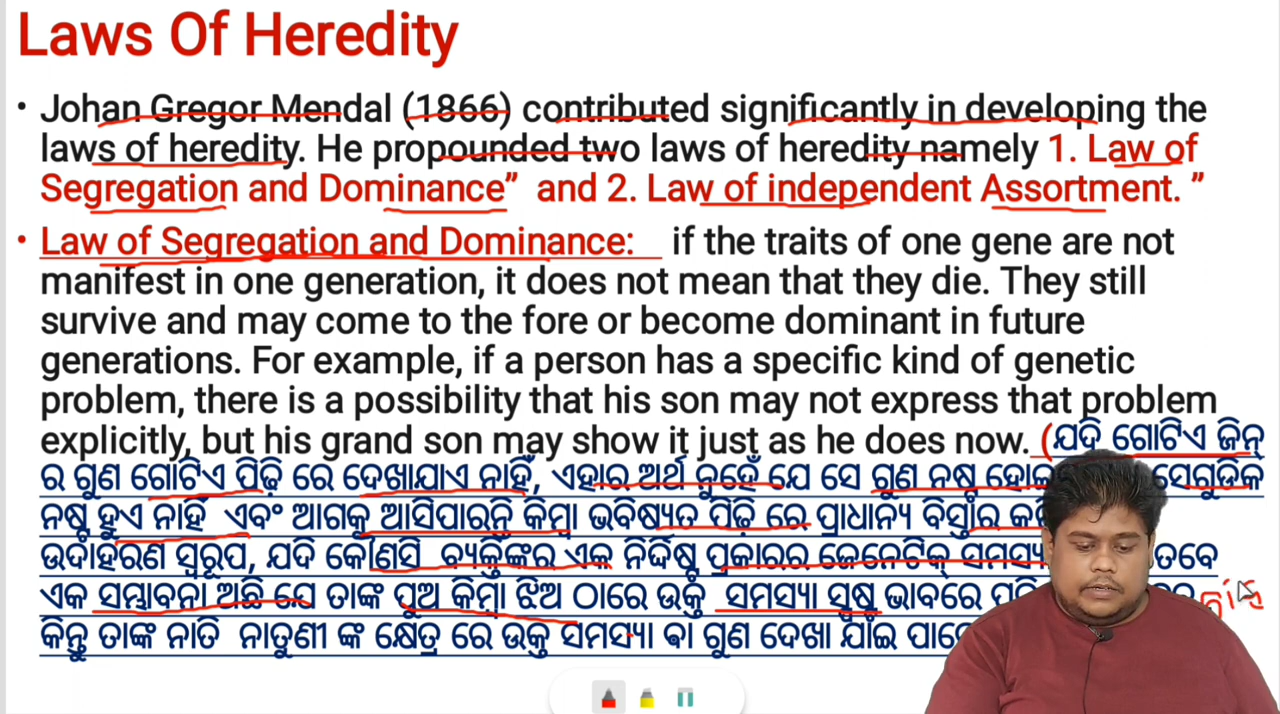 Laws Of Heredity
• Johan Gregor Mendal (1866) contributed significantly in developing the
laws of heredity. He propounded two laws of heredity namely 1. Law of
Segregation and Dominance” and 2. Law of independent Assortment. ”
• Law of Segregation and Dominance: if the traits of one gene are not
manifest in one generation, it does not mean that they die. They still
survive and may come to the fore or become dominant in future
generations. For example, if a person has a specific kind of genetic
problem, there is a possibility that his son may not express that problem
explicitly, but his grand son may show it just as he does now. (ଯଦି ଗୋଟିଏ ଜିନ୍
ର ଗୁଣ ଗୋଟିଏ ପିଢ଼ି ରେ ଦେଖାଯାଏ ନାହିଁ, ଏହାର ଅର୍ଥ ନୁହେଁ ଯେ ସେ ଗୁଣ ନଷ୍ଟ ସେଗୁଡିକ
ନଷ୍ଟ ହୁଏ ନାହିଁ ଏବଂ ଆଗକୁ ଆସିପାରନ୍ତି କିମ୍ବା ଭବିଷ୍ୟତ ପିଢ଼ି ରେ ପ୍ରାଧାନ୍ୟ ବିସ୍ତାର
ଉଦାହରଣ ସ୍ୱରୂପ, ଯଦି କୌଣସି ବ୍ୟକ୍ତିଙ୍କର ଏକ ନିର୍ଦ୍ଦିଷ୍ଟ ପ୍ରକାରର ଜେନେଟିକ୍ ସମସ୍ୟା ତେବେ
ଏକ ସମ୍ଭାବନା ଅଛି ଯେ ତାଙ୍କ ପୁଅ କିମ୍ବା ଝିଅ ଠାରେ ଉକ୍ତ ସମସ୍ୟା ସ୍ପଷ୍ଟ ଭାବରେ
କିନ୍ତୁ ତାଙ୍କ ନାତି ନାତୁଣୀ ଙ୍କ କ୍ଷେତ୍ର ରେ ଉକ୍ତ ସମସ୍ୟା ଵା ଗୁଣ ଦେଖା ଯାଇ